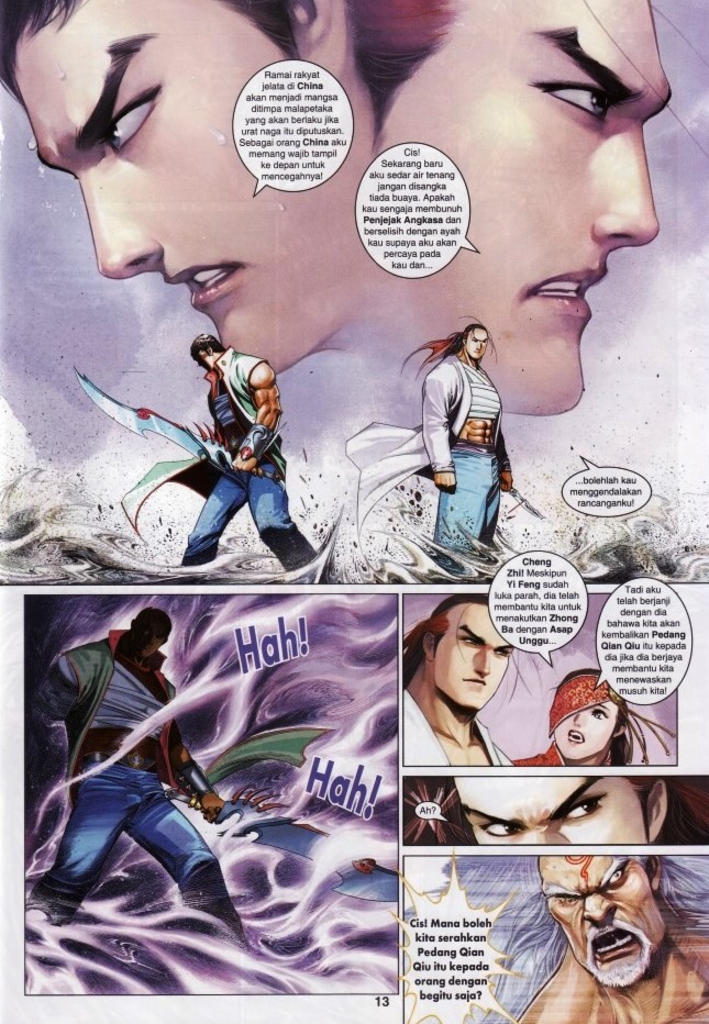 Ramai rakyat
jelata di China
akan menjadi mangsa
ditimpa malapetaka
yang akan berlaku jika
urat naga itu diputuskan.
Sebagai orang China aku
memang wajib tampil
ke depan untuk
mencegahnya!
Cis!
Sekarang baru
aku sedar air tenang
jangan disangka
tiada buaya. Apakah
kau sengaja membunuh
Penjejak Angkasa dan
berselisih dengan ayah
kau supaya aku dapat
percaya pada
kau dan...
...bolehlah kau
menggendalakan
rancanganku!
Hah!
Hah!
Cheng
Zhi! Meskipun
Yi Feng sudah
luka parah, dia telah
membantu kita untuk
menakutkan Zhong
Ba dengan Asap
Unggu...
Tadi aku
telah berjanji
dengan dia
bahawa kita akan
kembalikan Pedang
Qian Qiu itu kepada
dia jika dia berjaya
membantu kita
menewaskan
musuh kita!
Ah?
Cis! Mana boleh
kita serahkan
Pedang Qian
Qiu itu kepada
orang dengan
begitu saja?
13